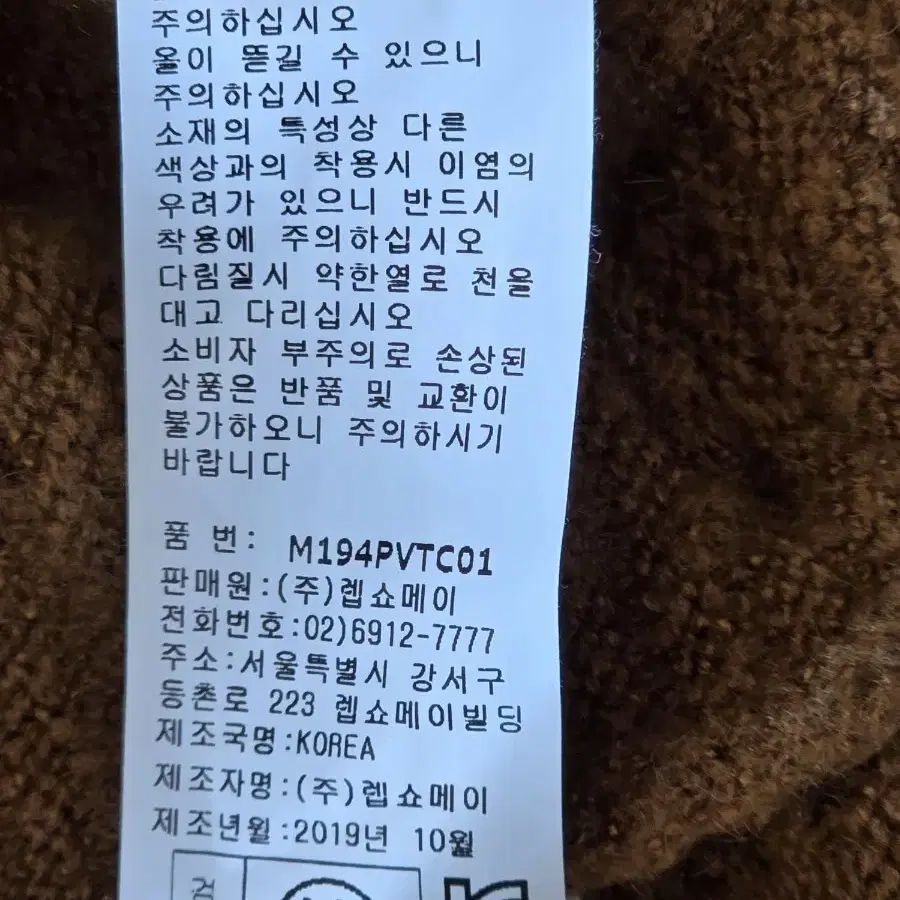 주의하십시오
올이 뜯길 수 있으니
주의하십시오
소재의 특성상 다른
색상과의 착용시 이염의
우려가 있으니 반드시
착용에 주의하십시오
다림질시 약한열로 천을
대고 다리십시오
소비자 부주의로 손상된
상품은 반품 및 교환이
불가하오니 주의하시기
바랍니다
품 번: M194PVTC01
판매원:(주)렙쇼메이
전화번호:02)6912-7777
주소:서울특별시 강서구
등촌로 223 렙쇼메이빌딩
제조국명:KOREA
제조자명:(주)렙쇼메이
제조년월:2019년 10월
검